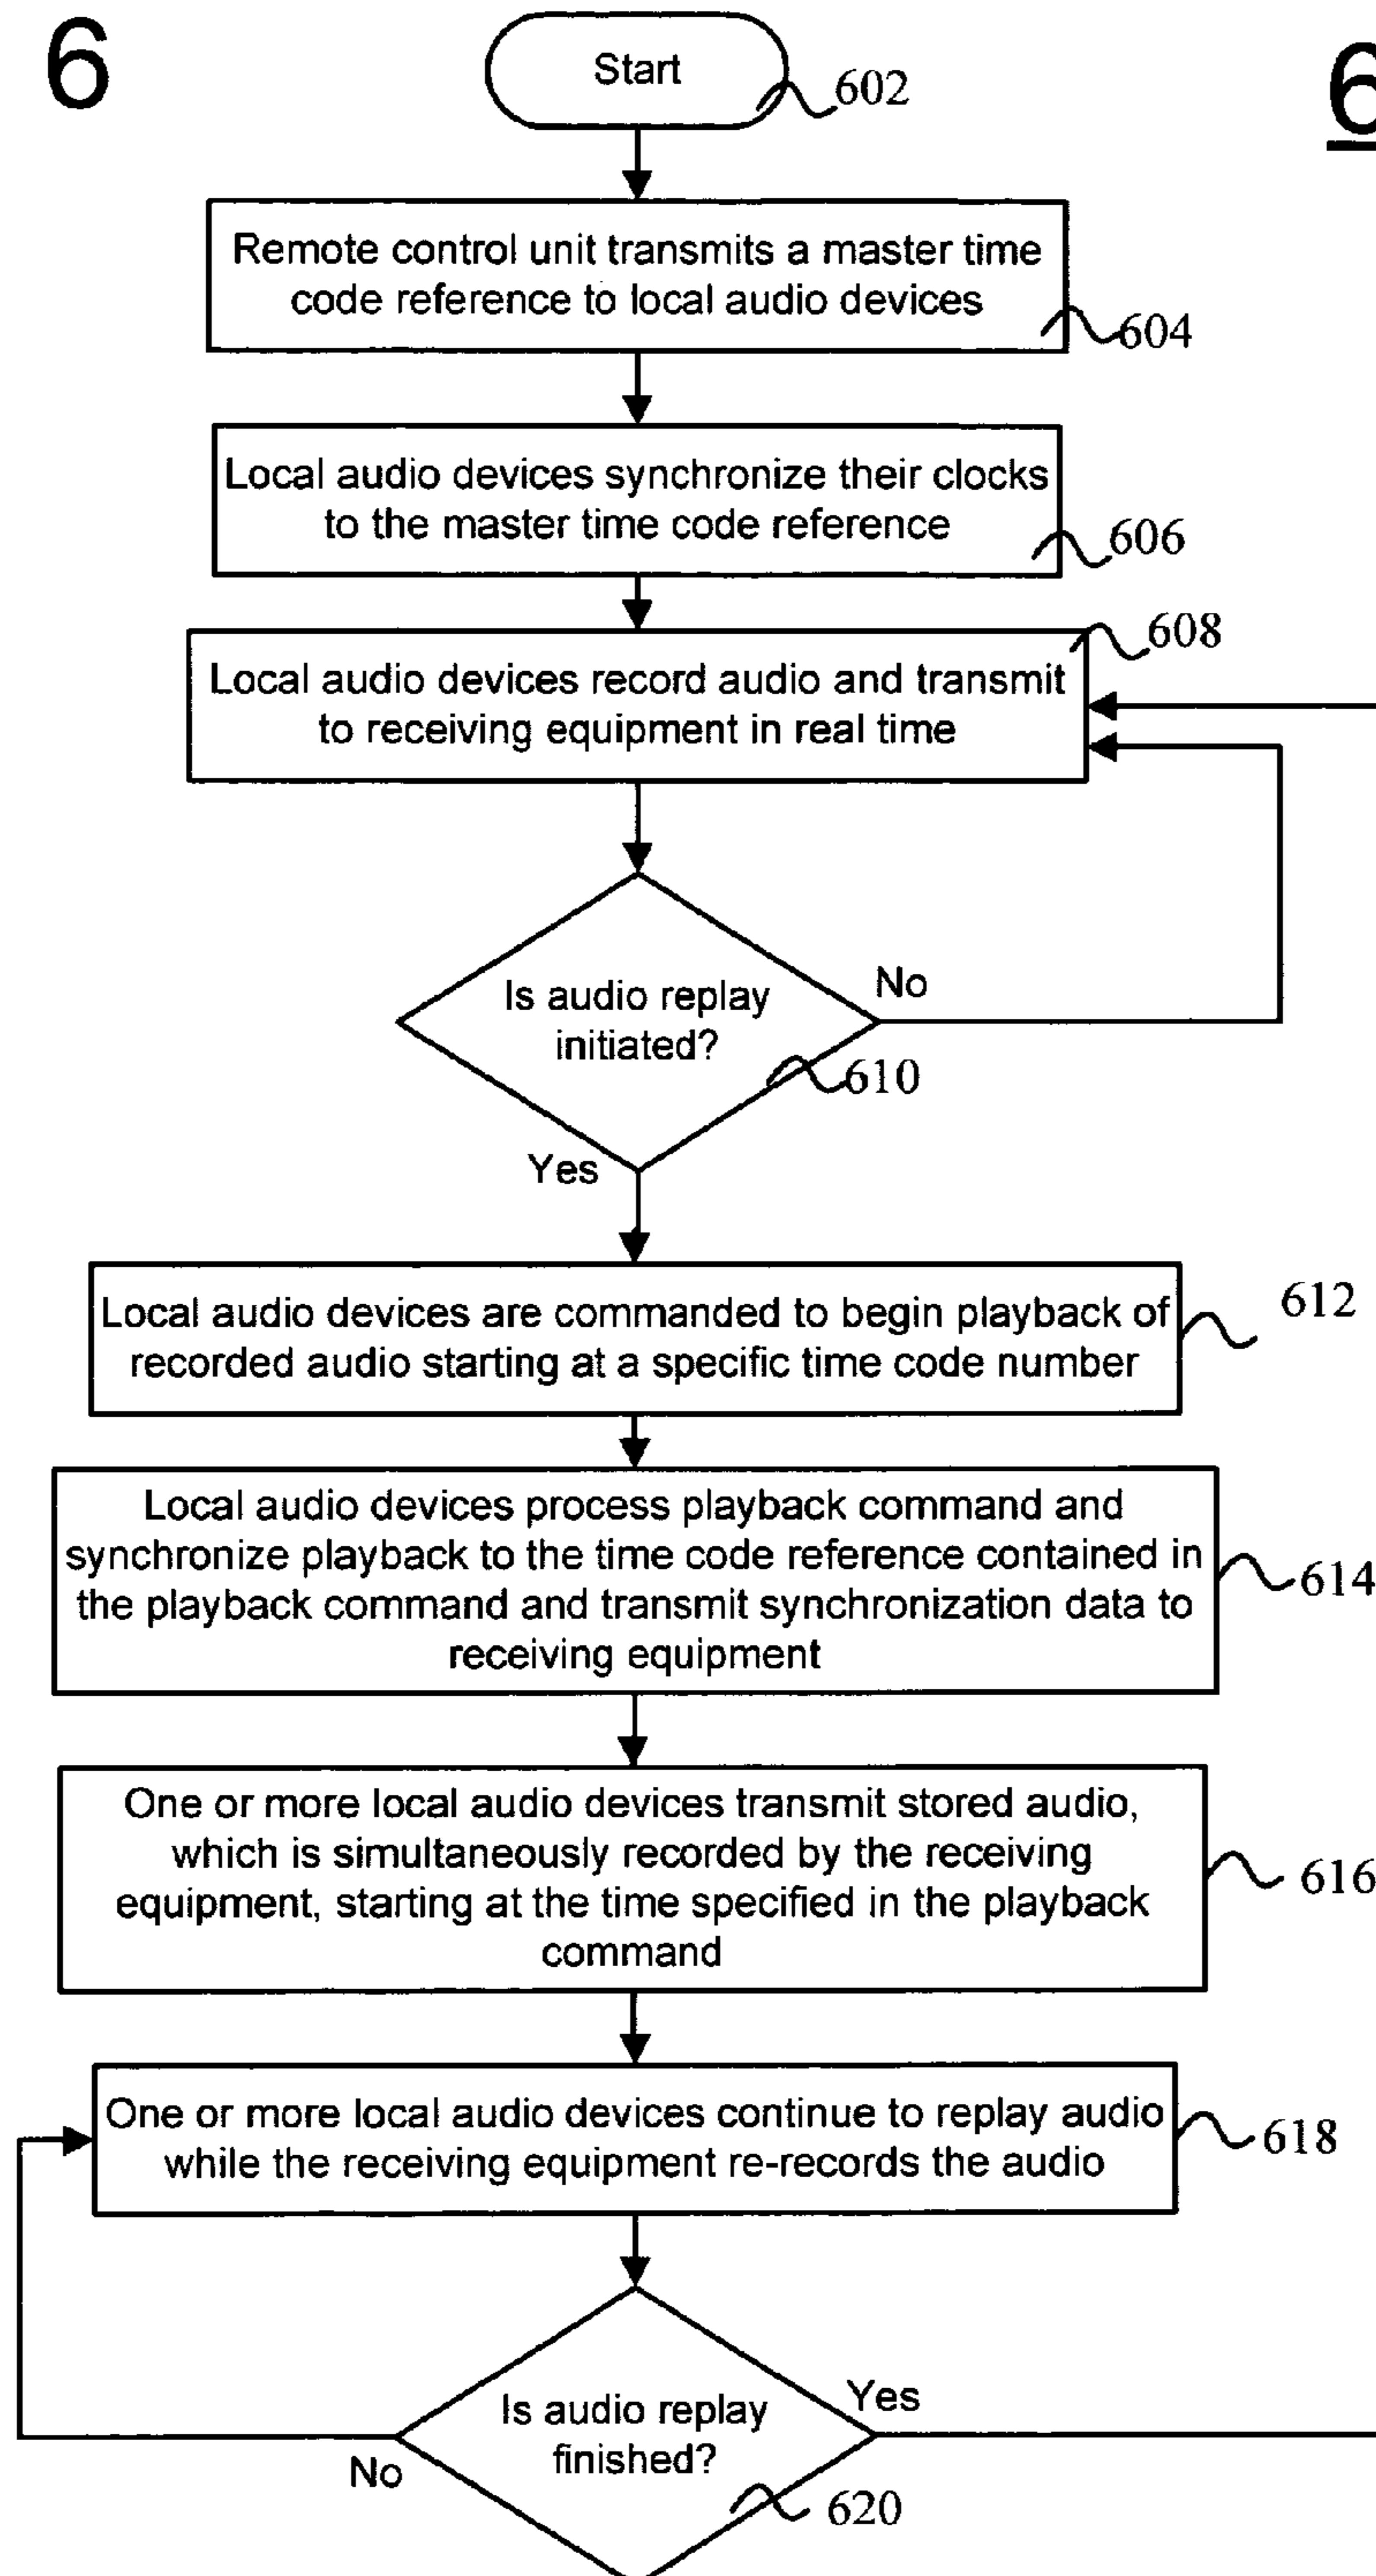 6
6
Start
602
Remote control unit transmits a master time
code reference to local audio devices
604
Local audio devices synchronize their clocks
to the master time code reference
606
608
Local audio devices record audio and transmit
to receiving equipment in real time
Is audio replay
initiated?
No
610
Yes
Local audio devices are commanded to begin playback of
recorded audio starting at a specific time code number
612
Local audio devices process playback command and
synchronize playback to the time code reference contained in
the playback command and transmit synchronization data to
receiving equipment
614
One or more local audio devices transmit stored audio,
which is simultaneously recorded by the receiving
equipment, starting at the time specified in the playback
command
616
One or more local audio devices continue to replay audio
while the receiving equipment re-records the audio
618
Is audio replay
finished?
Yes
No
620